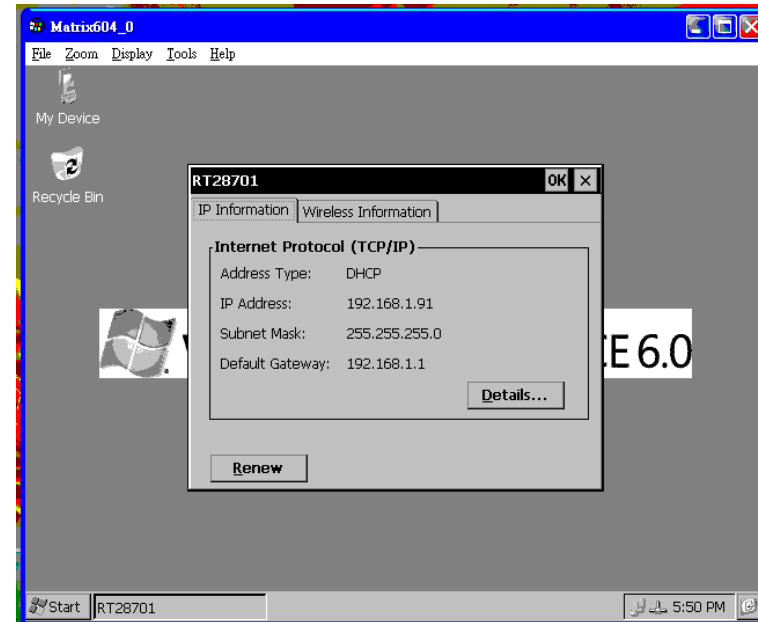 Matrix604_0
File Zoom Display Tools Help
My Device
Recycle Bin
RT28701 OK
IP Information Wireless Information
Internet Protocol (TCP/IP)
Address Type: DHCP
IP Address: 192.168.1.91
Subnet Mask: 255.255.255.0
Default Gateway: 192.168.1.1
Details...
Renew
E 6.0
Start RT28701 5:50 PM